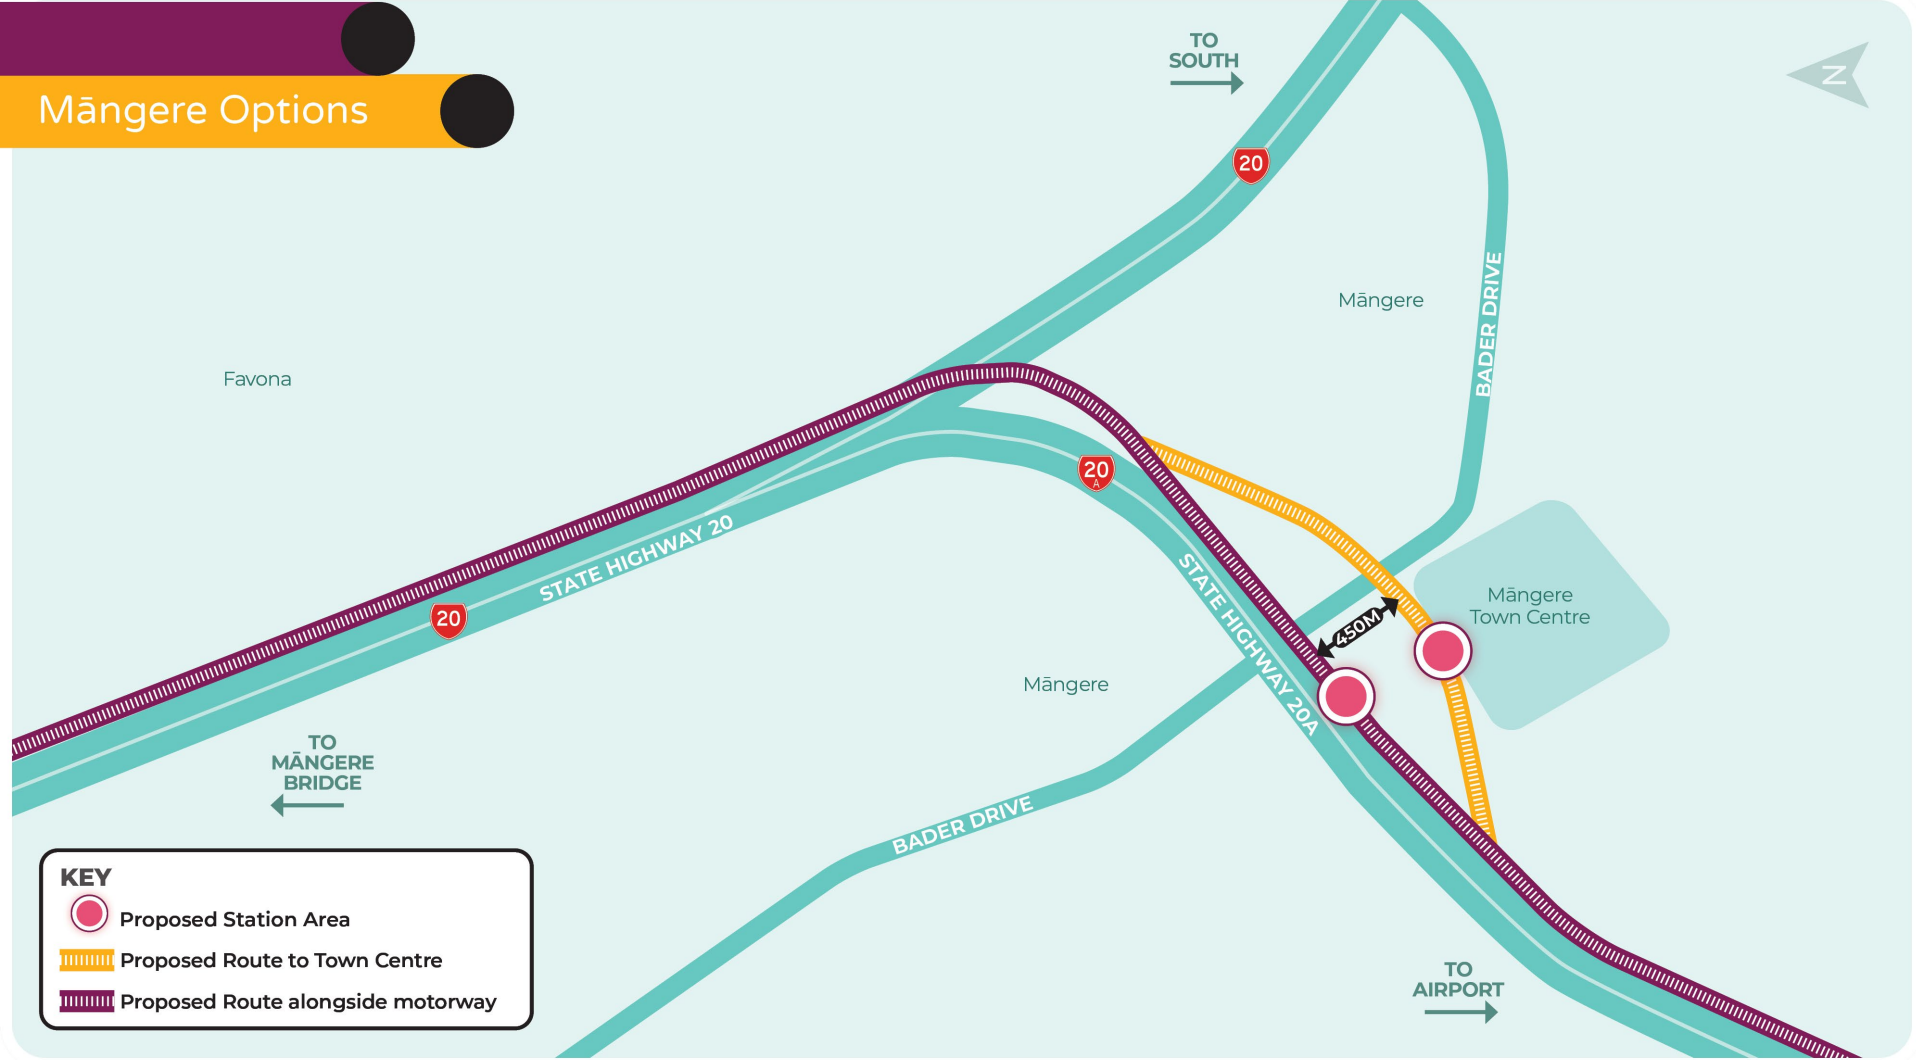 Māngere Options
TO
SOUTH
N
20
BADER DRIVE
Māngere
Favona
20
A
STATE HIGHWAY 20
20
STATE HIGHWAY 20A
450M
Māngere
Town Centre
Māngere
TO
MĀNGERE
BRIDGE
BADER DRIVE
TO
AIRPORT
KEY
Proposed Station Area
Proposed Route to Town Centre
Proposed Route alongside motorway